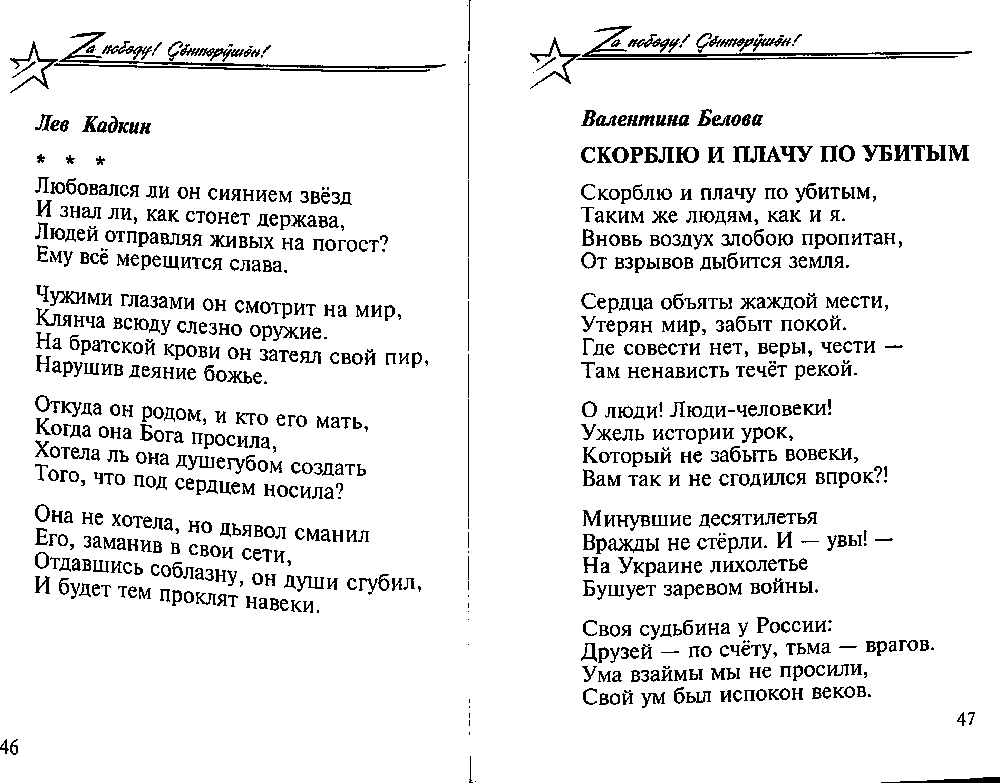 Zа победу! Çӗнтерӳшӗн!
Лев Кадкин
* * *
Любовался ли он сиянием звёзд
И знал ли, как стонет держава,
Людей отправляя живых на погост?
Ему всё мерещится слава.
Чужими глазами он смотрит на мир,
Клянча всюду слезно оружие.
На братской крови он затеял свой пир,
Нарушив деяние божье.
Откуда он родом, и кто его мать,
Когда она Бога просила,
Хотела ль она душегубом создать
Того, что под сердцем носила?
Она не хотела, но дьявол сманил
Его, заманив в свои сети,
Отдавшись соблазну, он души сгубил,
И будет тем проклят навеки.
46
Zа победу! Çӗнтерӳшӗн!
Валентина Белова
СКОРБЛЮ И ПЛАЧУ ПО УБИТЫМ
Скорблю и плачу по убитым,
Таким же людям, как и я.
Вновь воздух злобою пропитан,
От взрывов дыбится земля.
Сердца объяты жаждой мести,
Утерян мир, забыт покой.
Где совести нет, веры, чести —
Там ненависть течёт рекой.
О люди! Люди-человеки!
Ужель истории урок,
Который не забыть вовеки,
Вам так и не сгодился впрок?!
Минувшие десятилетья
Вражды не стёрли. И — увы! —
На Украине лихолетье
Бушует заревом войны.
Своя судьбина у России:
Друзей — по счёту, тьма — врагов.
Ума взаймы мы не просили,
Свой ум был испокон веков.
47